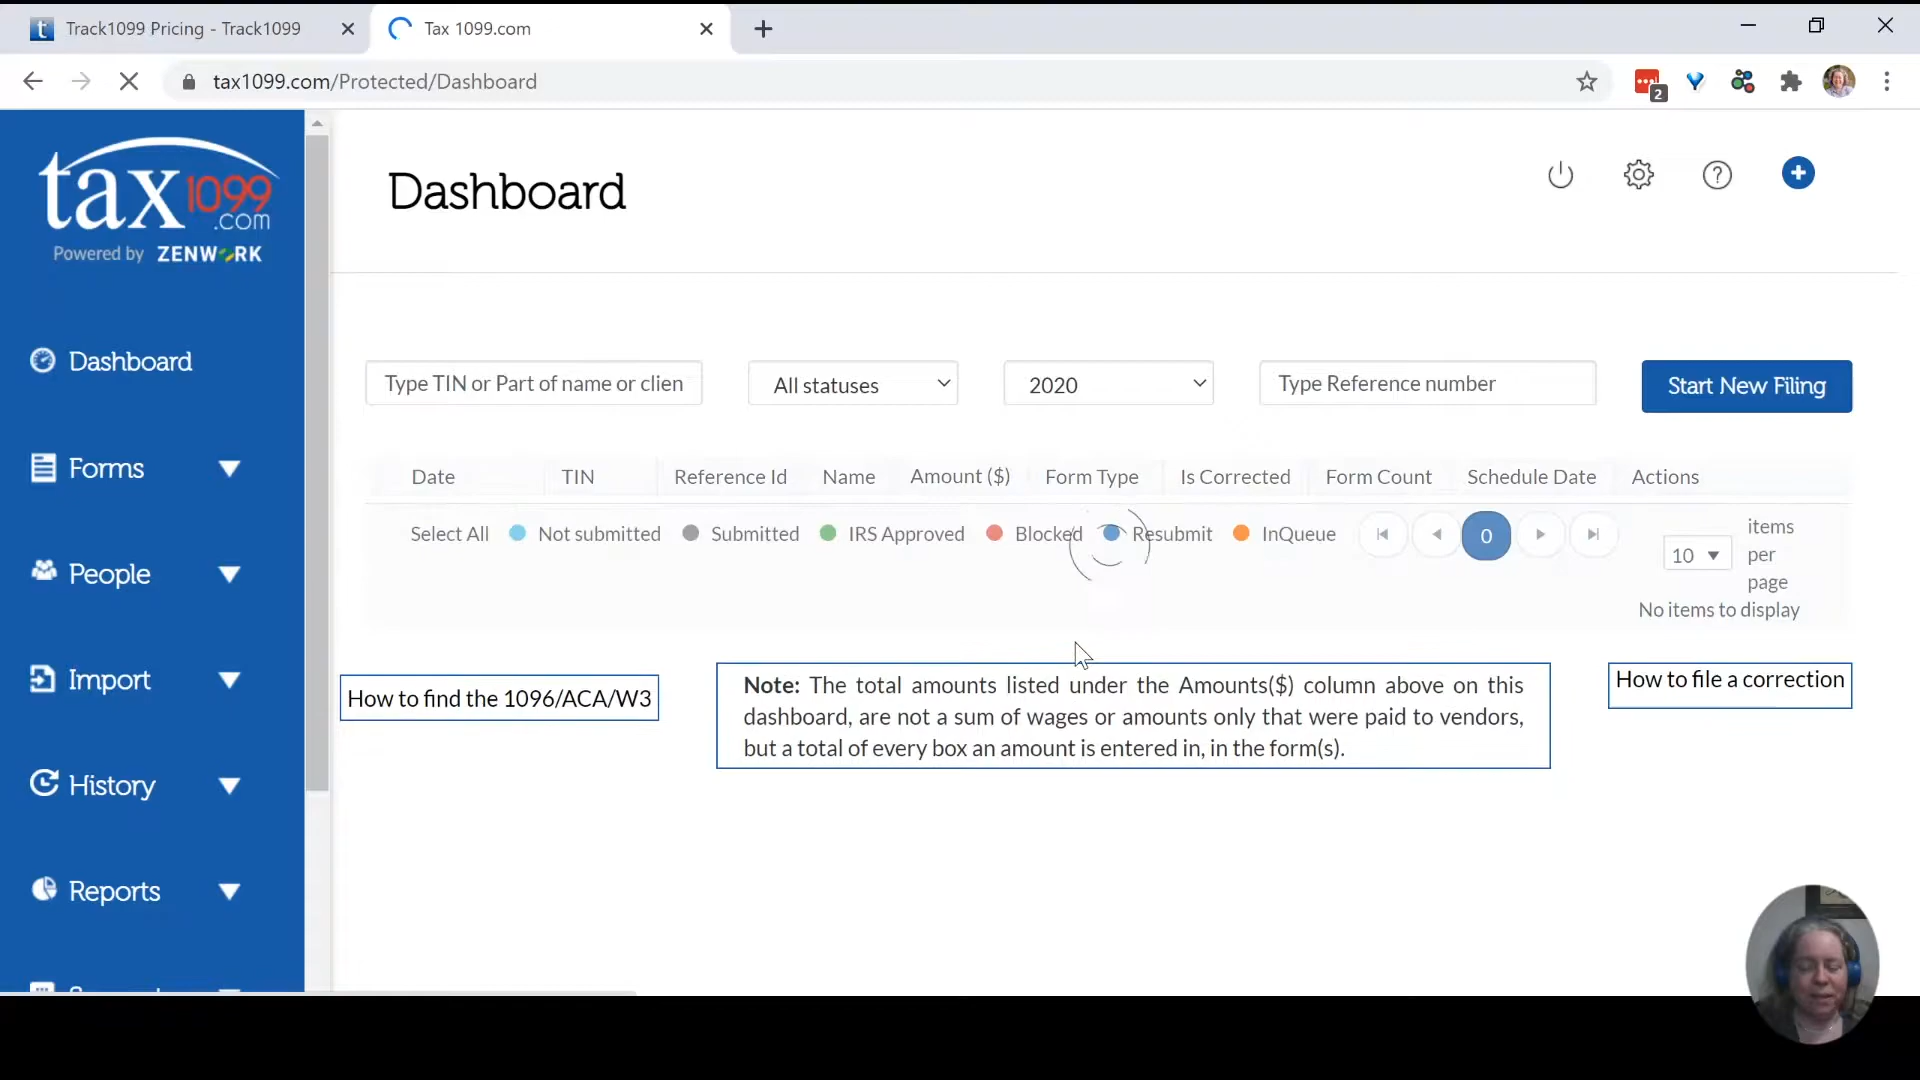 Track1099 Pricing - Track1099
Tax 1099.com
tax1099.com/Protected/Dashboard
2
tax1099
.com
Powered by ZENWORK
Dashboard
Dashboard
Forms
People
Import
History
Reports
Type TIN or Part of name or clien
All statuses
2020
Type Reference number
Start New Filing
Date TIN Reference Id Name Amount ($) Form Type Is Corrected Form Count Schedule Date Actions
Select All Not submitted Submitted IRS Approved Blocked Resubmit InQueue 0
10
items
per
page
No items to display
How to find the 1096/ACA/W3
Note: The total amounts listed under the Amounts($) column above on this
dashboard, are not a sum of wages or amounts only that were paid to vendors,
but a total of every box an amount is entered in, in the form(s).
How to file a correction